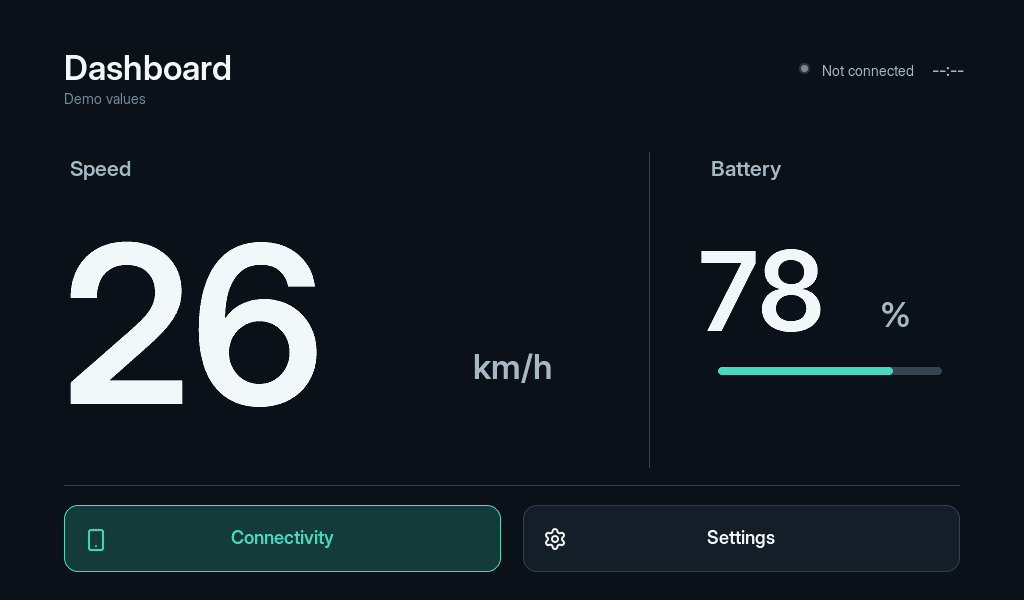 Dashboard
Demo values
Not connected --:--
Speed
26 km/h
Battery
78 %
Connectivity
Settings